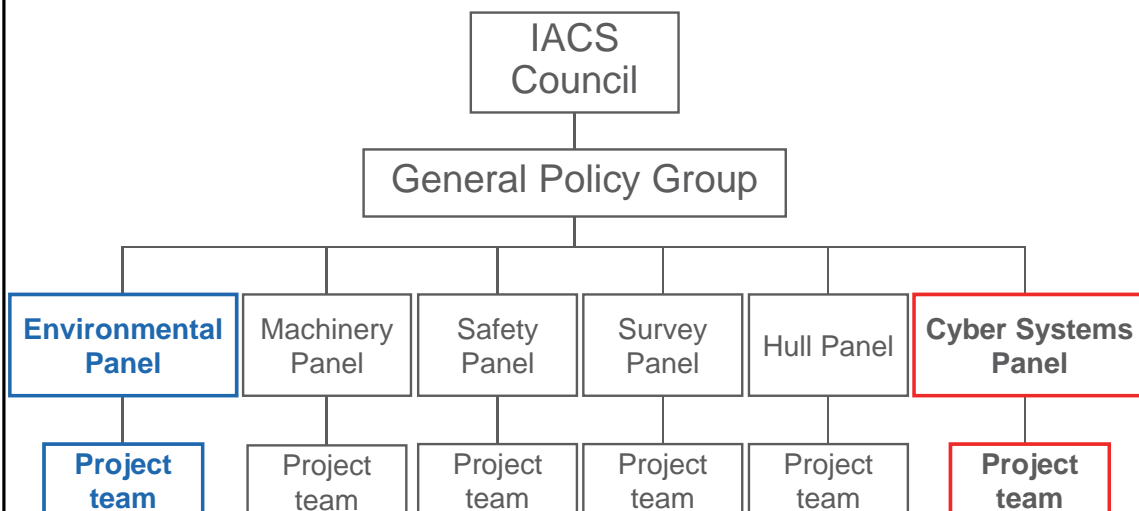 IACS
Council
General Policy Group
Environmental
Panel
Machinery
Panel
Safety
Panel
Survey
Panel
Hull Panel
Cyber Systems
Panel
Project
team
Project
team
Project
team
Project
team
Project
team
Project
team